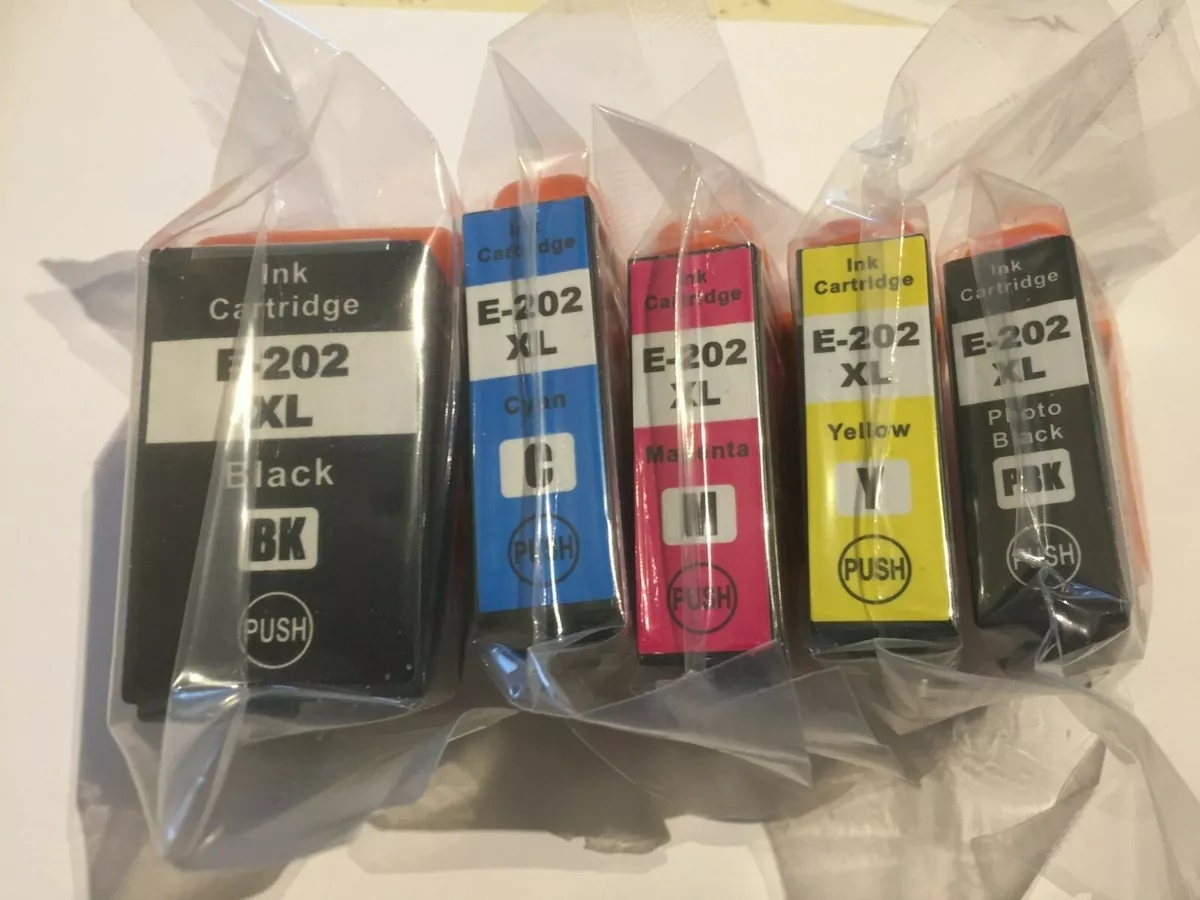 Ink
Cartridge
E-202
XL
Black
BK
PUSH
Ink
Cartridge
E-202
XL
Cyan
C
PUSH
Ink
Cartridge
E-202
XL
Magenta
M
PUSH
Ink
Cartridge
E-202
XL
Yellow
Y
PUSH
Ink
Cartridge
E-202
XL
Photo
Black
PBK
PUSH